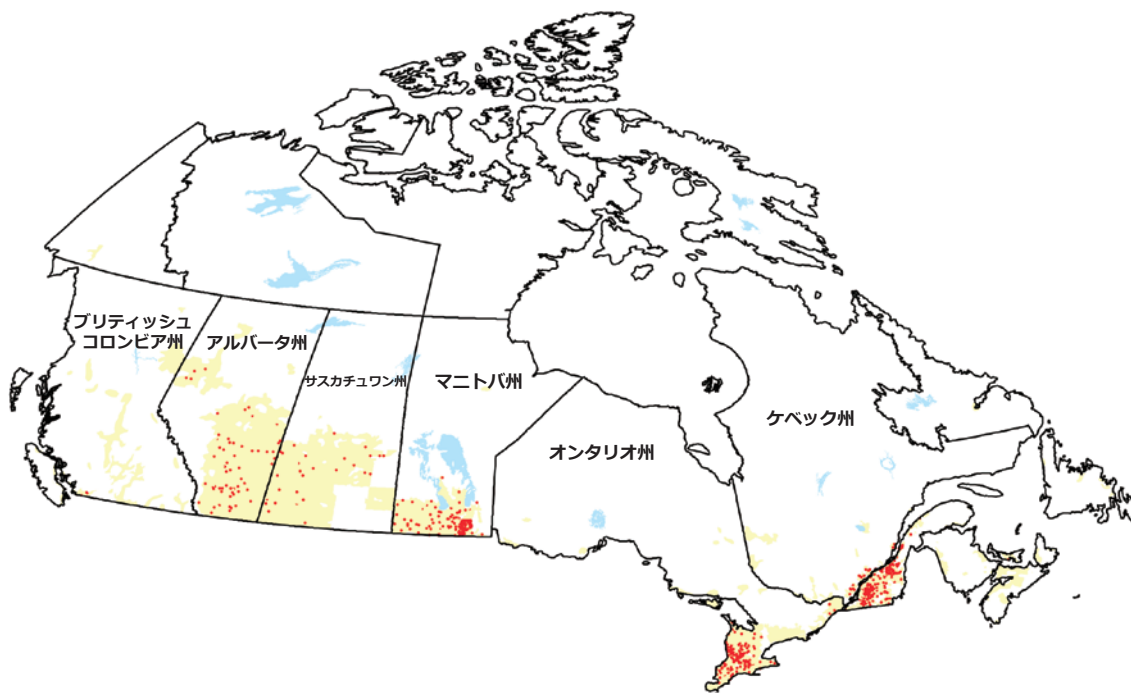 ブリティッシュ
コロンビア州
アルバータ州
サスカチュワン州
マニトバ州
オンタリオ州
ケベック州